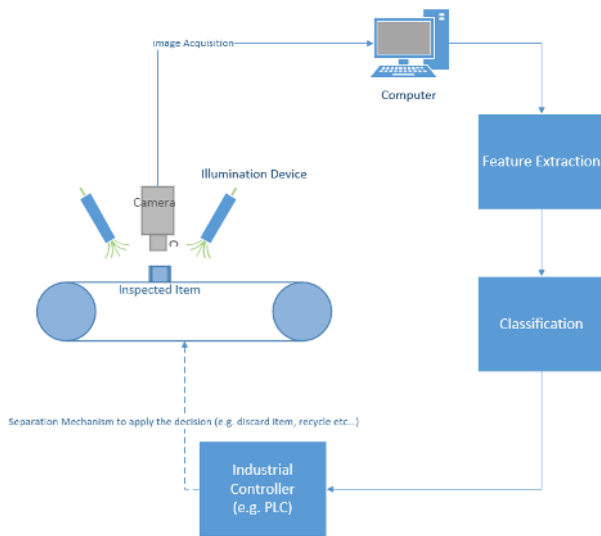 Image Acquisition
Computer
Feature Extraction
Illumination Device
Camera
Inspected Item
Classification
Separation Mechanism to apply the decision (e.g. discard item, recycle etc...)
Industrial
Controller
(e.g. PLC)